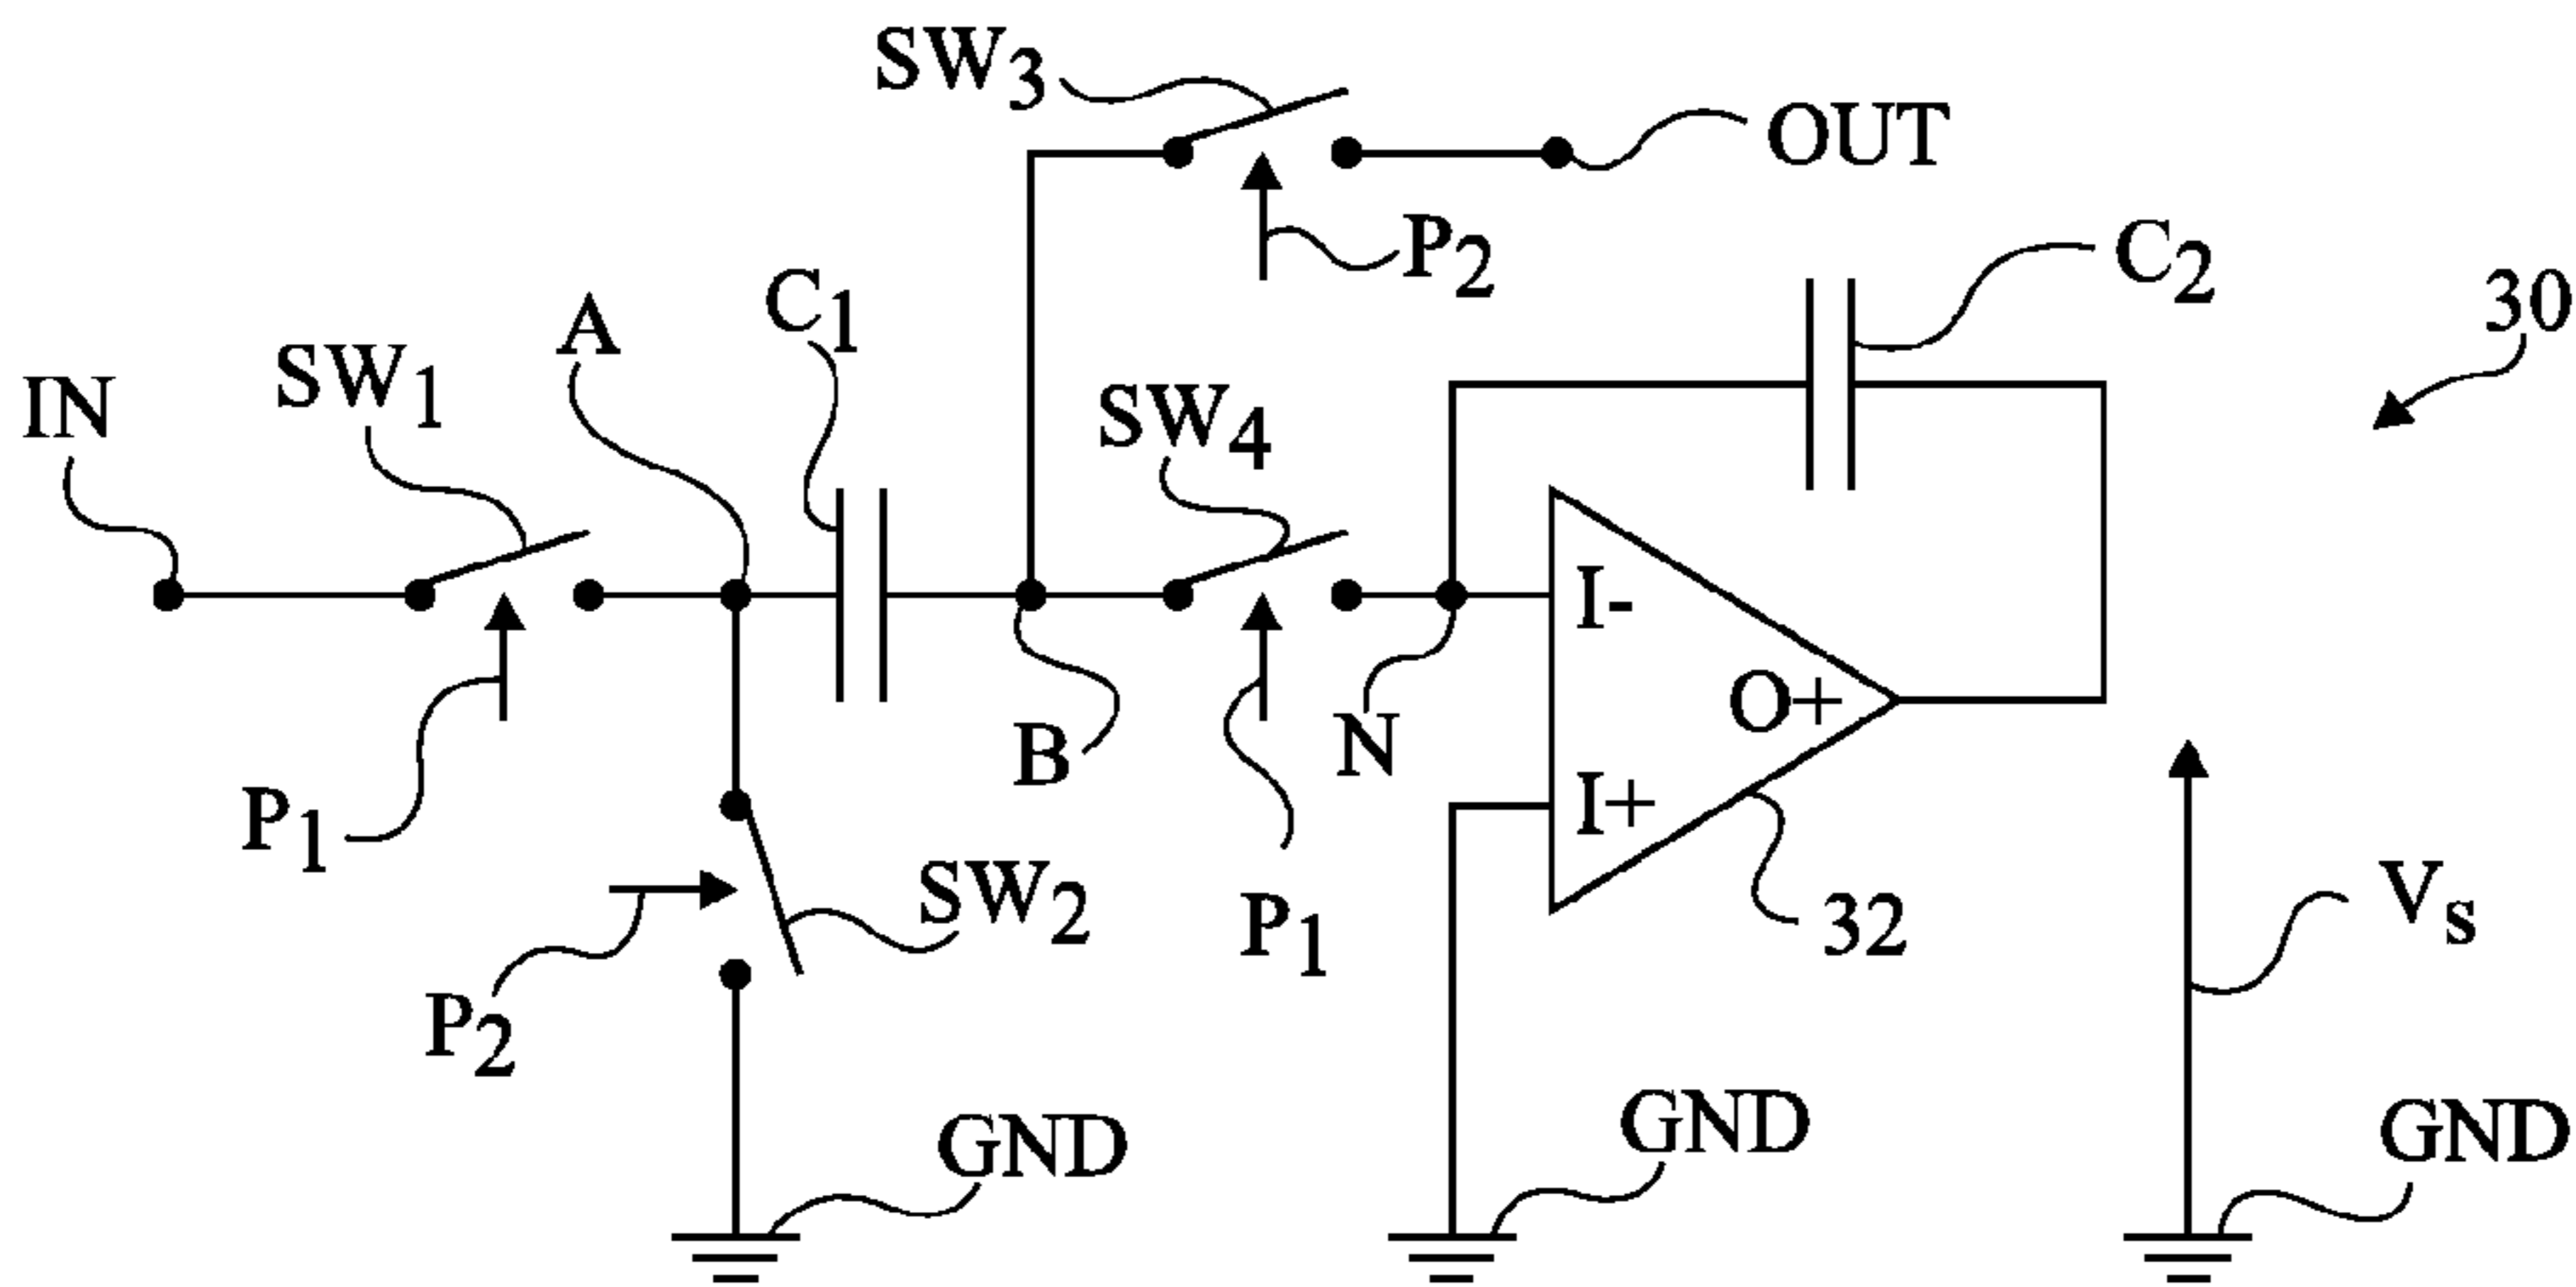 SW3
OUT
P2
C2
30
C1
A
SW1
IN
SW4
I-
O+
N
B
P1
I+
SW2
P1
32
VS
P2
GND
GND
GND